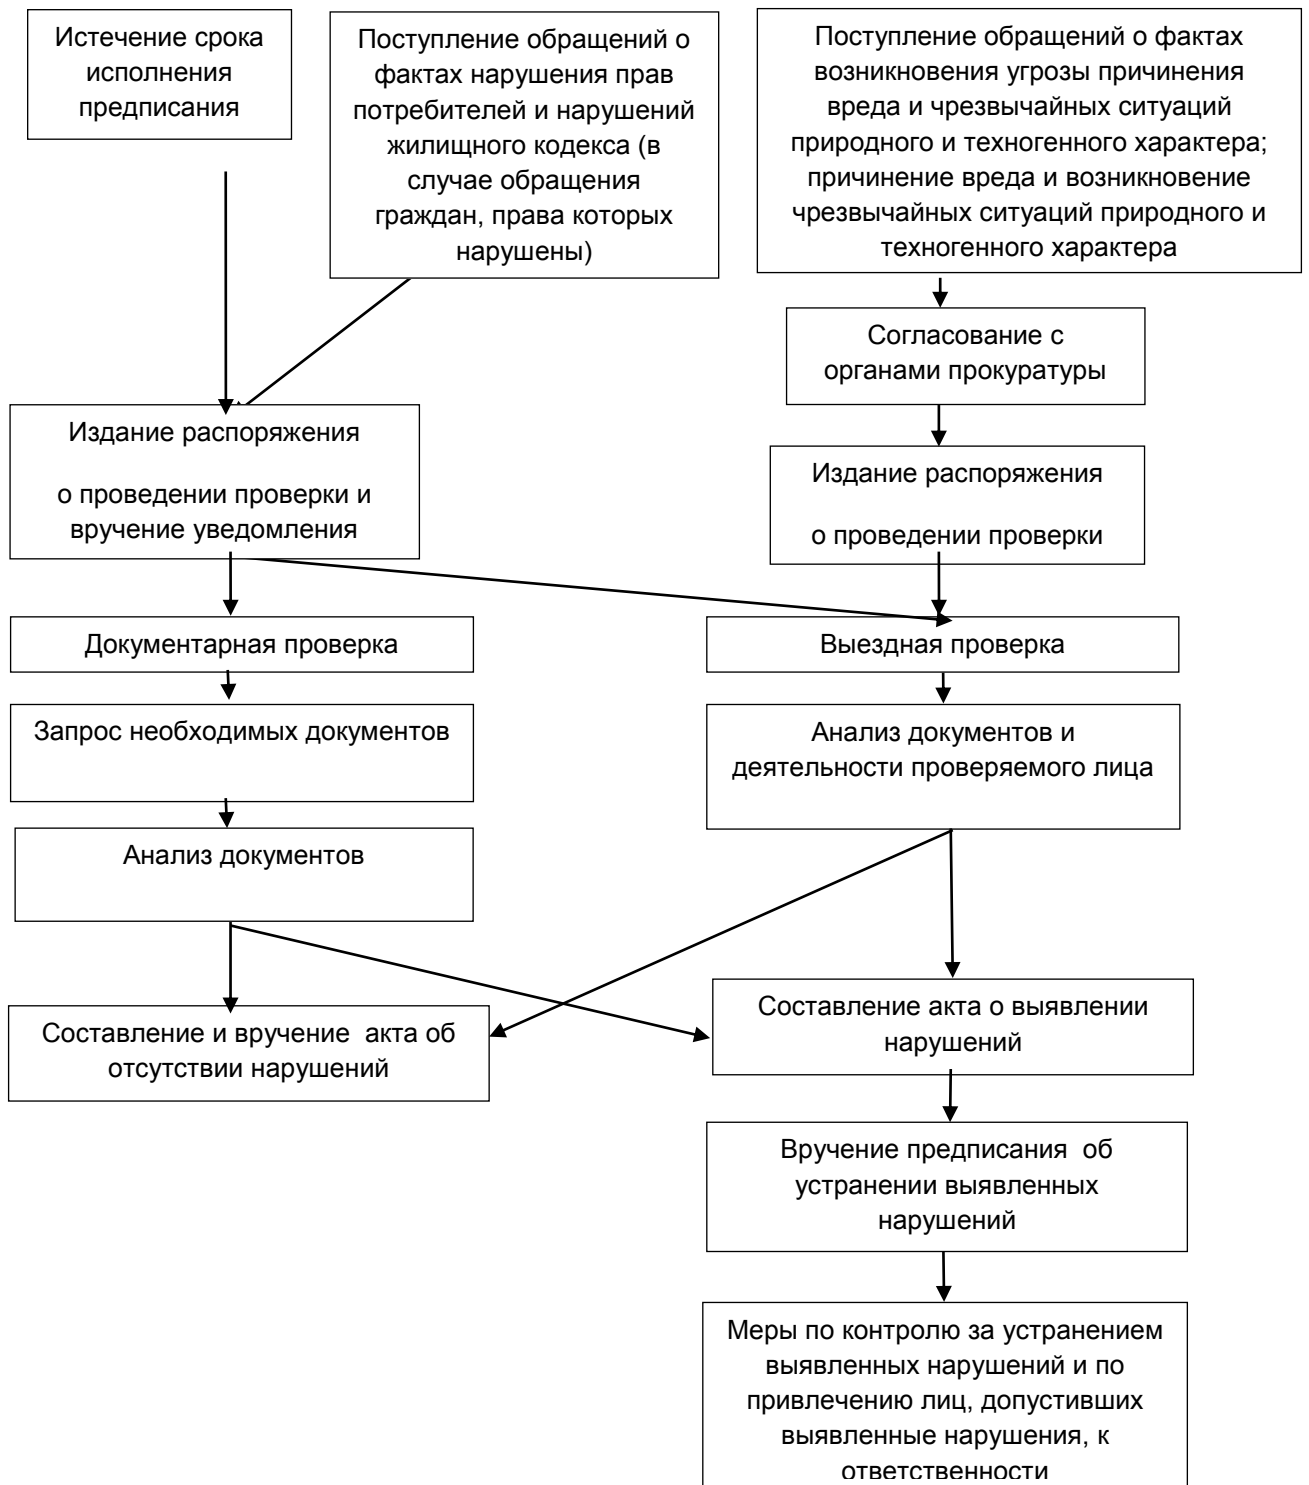 Истечение срока
исполнения
предписания
Поступление обращений о
фактах нарушения прав
потребителей и нарушений
жилищного кодекса (в
случае обращения
граждан, права которых
нарушены)
Поступление обращений о фактах
возникновения угрозы причинения
вреда и чрезвычайных ситуаций
природного и техногенного характера;
причинение вреда и возникновение
чрезвычайных ситуаций природного и
техногенного характера
Согласование с
органами прокуратуры
Издание распоряжения
о проведении проверки и
вручение уведомления
Издание распоряжения
о проведении проверки
Документарная проверка
Выездная проверка
Запрос необходимых документов
Анализ документов и
деятельности проверяемого лица
Анализ документов
Составление и вручение  акта об
отсутствии нарушений
Составление акта о выявлении
нарушений
Вручение предписания  об
устранении выявленных
нарушений
Меры по контролю за устранением
выявленных нарушений и по
привлечению лиц, допустивших
выявленные нарушения, к
ответственности